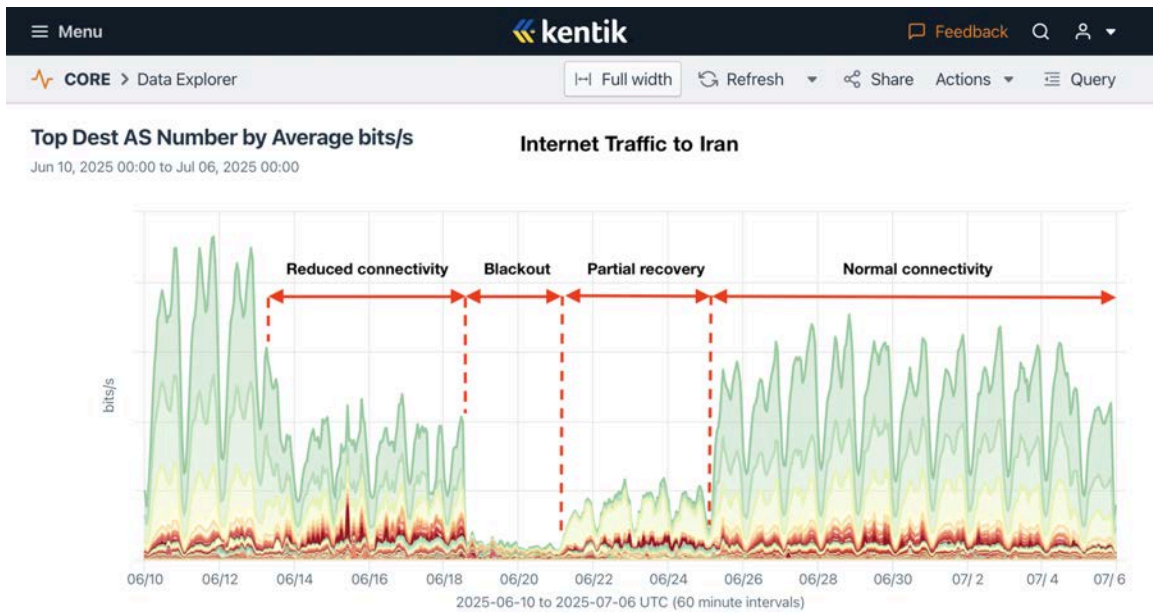 Menu
kentik
Feedback
CORE > Data Explorer
Full width
Refresh
Share
Actions
Query
Top Dest AS Number by Average bits/s
Internet Traffic to Iran
Jun 10, 2025 00:00 to Jul 06, 2025 00:00
Reduced connectivity
Blackout
Partial recovery
Normal connectivity
bits/s
06/10 06/12 06/14 06/16 06/18 06/20 06/22 06/24 06/26 06/28 06/30 07/ 2 07/ 4 07/ 6
2025-06-10 to 2025-07-06 UTC (60 minute intervals)